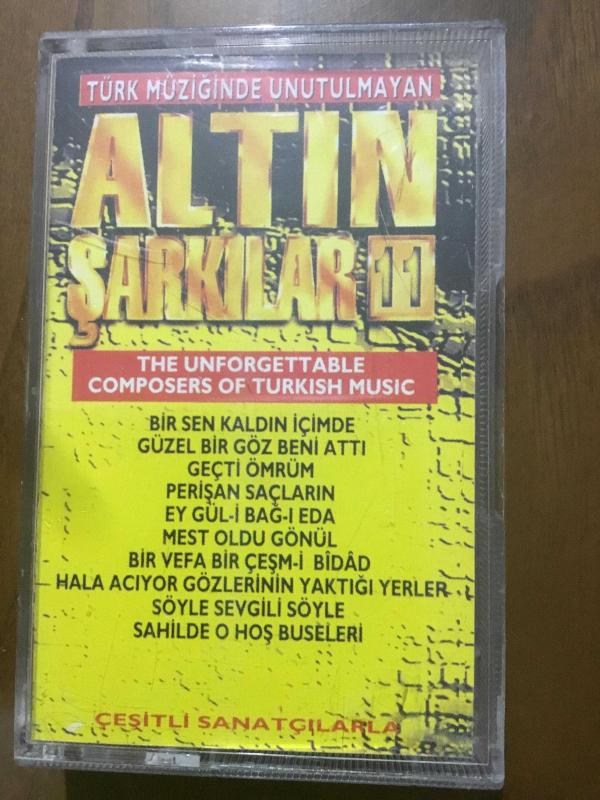 TÜRK MÜZİĞİNDE UNUTULMAYAN
ALTIN
ŞARKILAR 11
THE UNFORGETTABLE
COMPOSERS OF TURKISH MUSIC
BİR SEN KALDIN İÇİMDE
GÜZEL BİR GÖZ BENİ ATTI
GEÇTİ ÖMRÜM
PERİŞAN SAÇLARIN
EY GÜL-İ BAĞ-I EDA
MEST OLDU GÖNÜL
BİR VEFA BİR ÇEŞM-İ BÎDÂD
HALA ACIYOR GÖZLERİNİN YAKTIĞI YERLER
SÖYLE SEVGİLİ SÖYLE
SAHİLDE O HOŞ BUSELERİ
ÇEŞİTLİ SANATÇILARLA